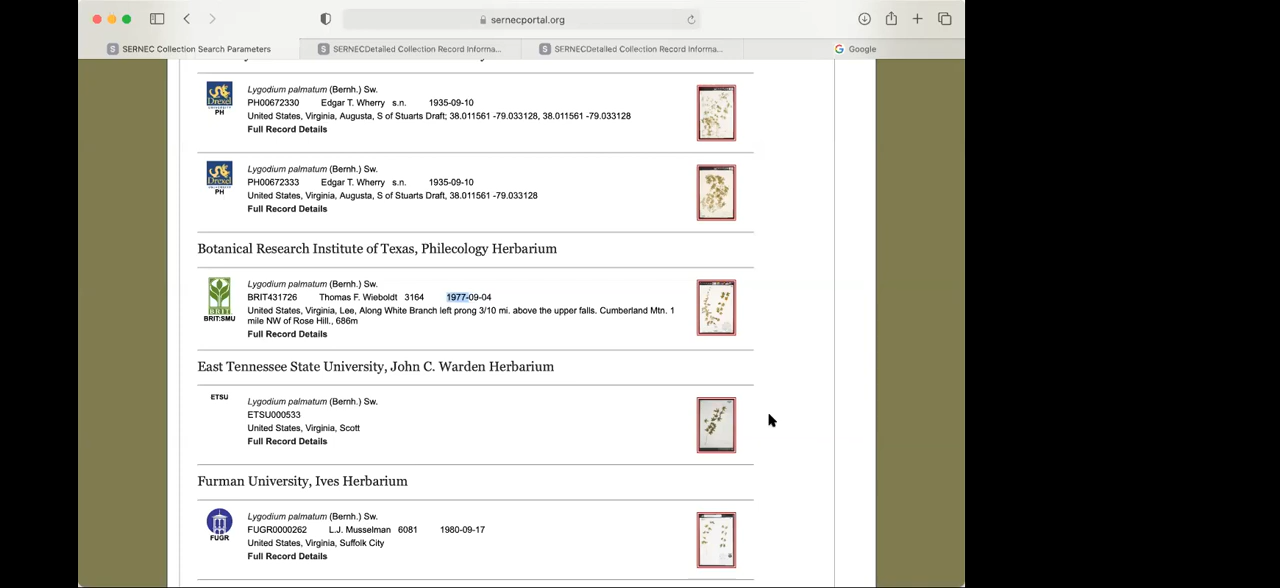 sernecportal.org
SERNEC Collection Search Parameters
SERNECDetailed Collection Record Informa...
SERNECDetailed Collection Record Informa...
Google
Drexel
UNIVERSITY
PH
Lygodium palmatum (Bernh.) Sw.
PH00672330 Edgar T. Wherry s.n. 1935-09-10
United States, Virginia, Augusta, S of Stuarts Draft; 38.011561 -79.033128, 38.011561 -79.033128
Full Record Details
Drexel
UNIVERSITY
PH
Lygodium palmatum (Bernh.) Sw.
PH00672333 Edgar T. Wherry s.n. 1935-09-10
United States, Virginia, Augusta, S of Stuarts Draft, 38.011561 -79.033128
Full Record Details
Botanical Research Institute of Texas, Philecology Herbarium
BRIT
BRIT:SMU
Lygodium palmatum (Bernh.) Sw.
BRIT431726 Thomas F. Wieboldt 3164 1977-09-04
United States, Virginia, Lee, Along White Branch left prong 3/10 mi. above the upper falls. Cumberland Mtn. 1
mile NW of Rose Hill., 686m
Full Record Details
East Tennessee State University, John C. Warden Herbarium
ETSU
Lygodium palmatum (Bernh.) Sw.
ETSU000533
United States, Virginia, Scott
Full Record Details
Furman University, Ives Herbarium
FUGR
Lygodium palmatum (Bernh.) Sw.
FUGR0000262 L.J. Musselman 6081 1980-09-17
United States, Virginia, Suffolk City
Full Record Details